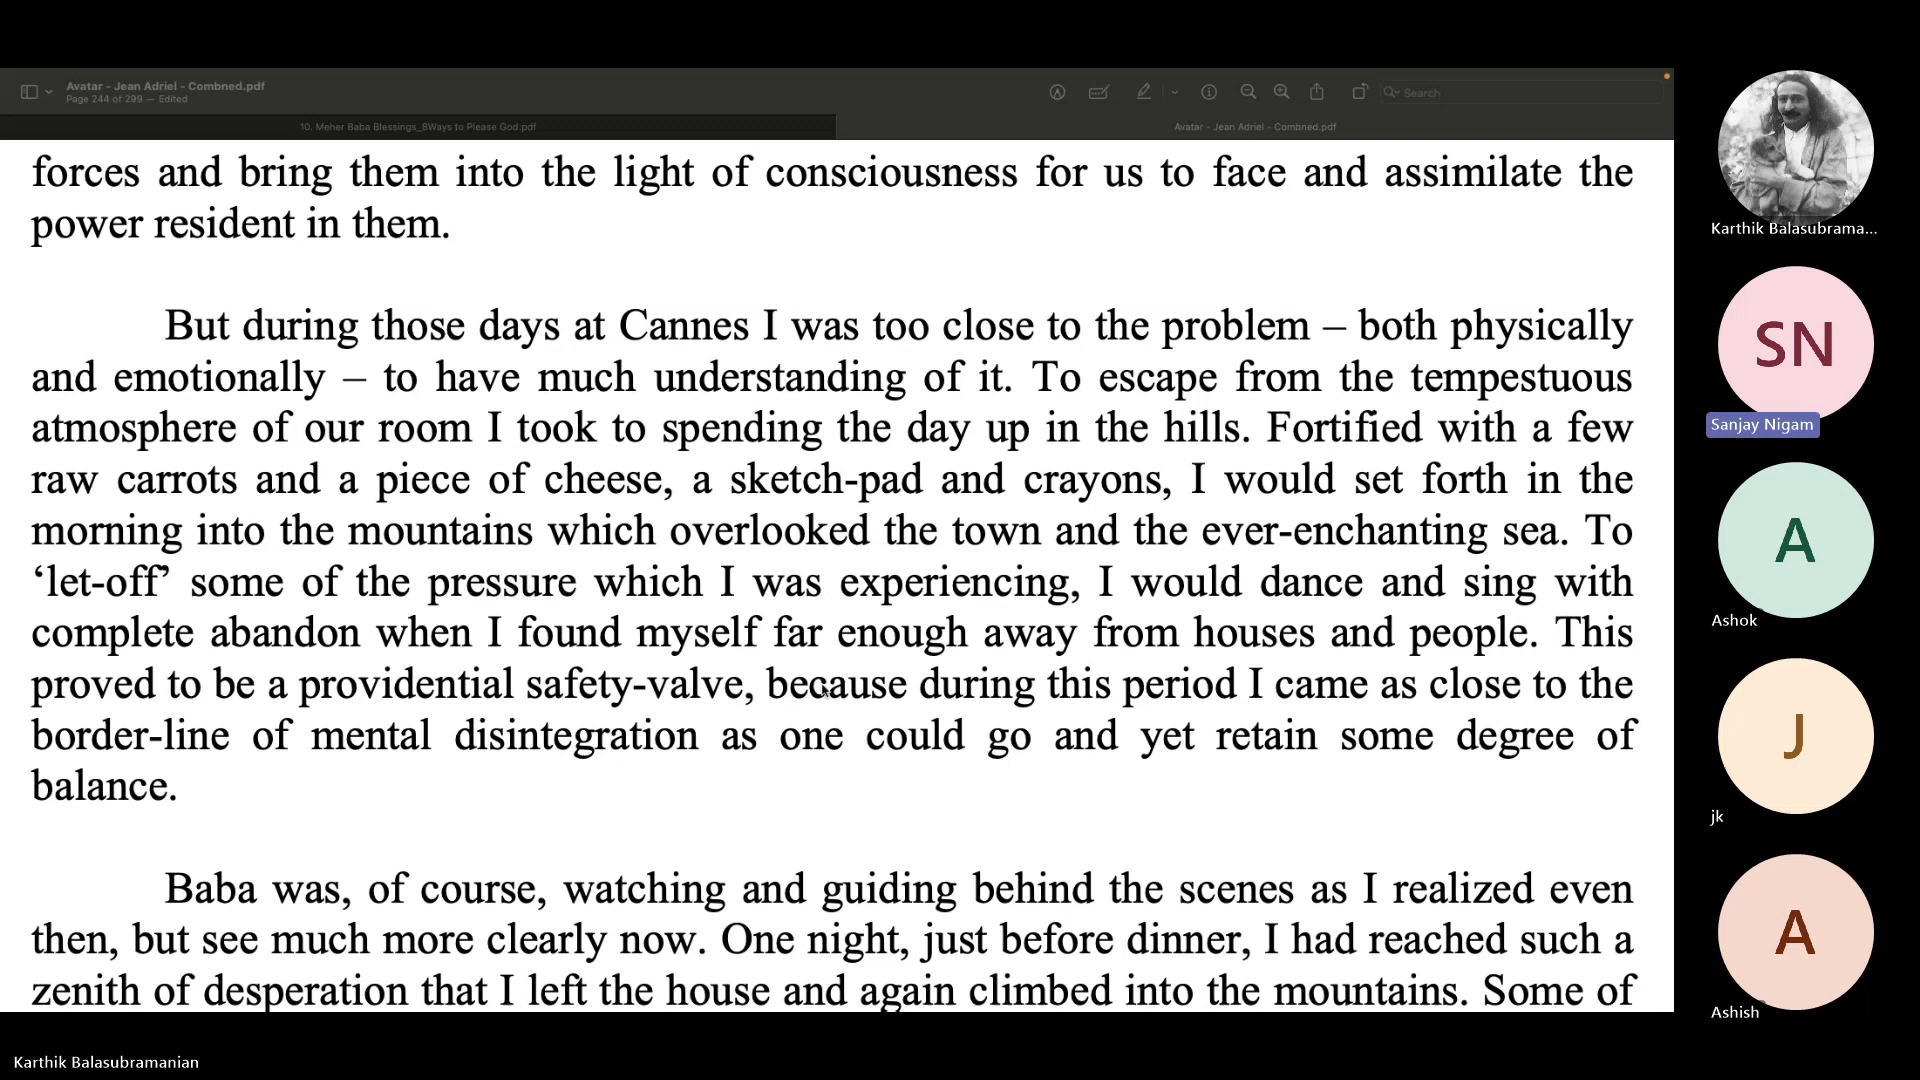 Avatar - Jean Adriel - Combned.pdf
Page 244 of 299 — Edited
Search
10. Meher Baba Blessings_8Ways to Please God.pdf
Avatar - Jean Adriel - Combned.pdf
forces and bring them into the light of consciousness for us to face and assimilate the
power resident in them.
But during those days at Cannes I was too close to the problem – both physically
and emotionally – to have much understanding of it. To escape from the tempestuous
atmosphere of our room I took to spending the day up in the hills. Fortified with a few
raw carrots and a piece of cheese, a sketch-pad and crayons, I would set forth in the
morning into the mountains which overlooked the town and the ever-enchanting sea. To
‘let-off’ some of the pressure which I was experiencing, I would dance and sing with
complete abandon when I found myself far enough away from houses and people. This
proved to be a providential safety-valve, because during this period I came as close to the
border-line of mental disintegration as one could go and yet retain some degree of
balance.
Baba was, of course, watching and guiding behind the scenes as I realized even
then, but see much more clearly now. One night, just before dinner, I had reached such a
zenith of desperation that I left the house and again climbed into the mountains. Some of
Karthik Balasubrama...
SN
Sanjay Nigam
A
Ashok
J
jk
A
Ashish
Karthik Balasubramanian